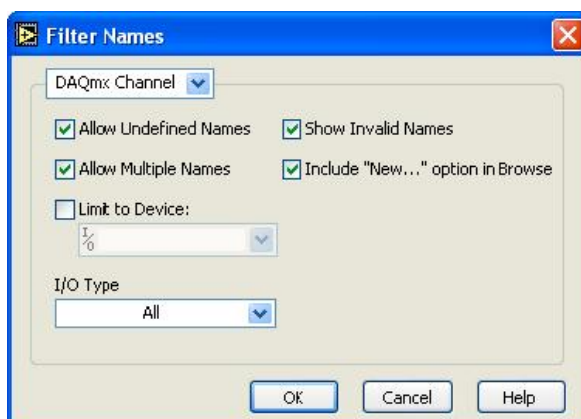 Filter Names
DAQmx Channel
Allow Undefined Names
Show Invalid Names
Allow Multiple Names
Include "New..." option in Browse
Limit to Device:
I/O
I/O Type
All
OK
Cancel
Help